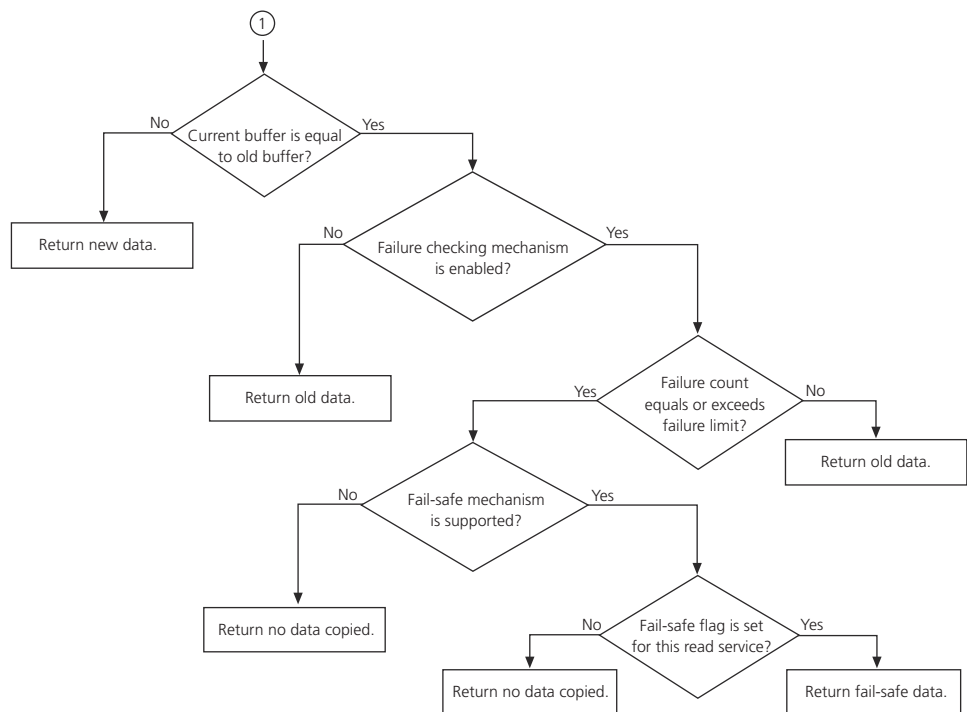 1
No
Yes
Current buffer is equal
to old buffer?
Return new data.
No
Yes
Failure checking mechanism
is enabled?
Return old data.
Yes
No
Failure count
equals or exceeds
failure limit?
Return old data.
No
Yes
Fail-safe mechanism
is supported?
Return no data copied.
No
Yes
Fail-safe flag is set
for this read service?
Return no data copied.
Return fail-safe data.